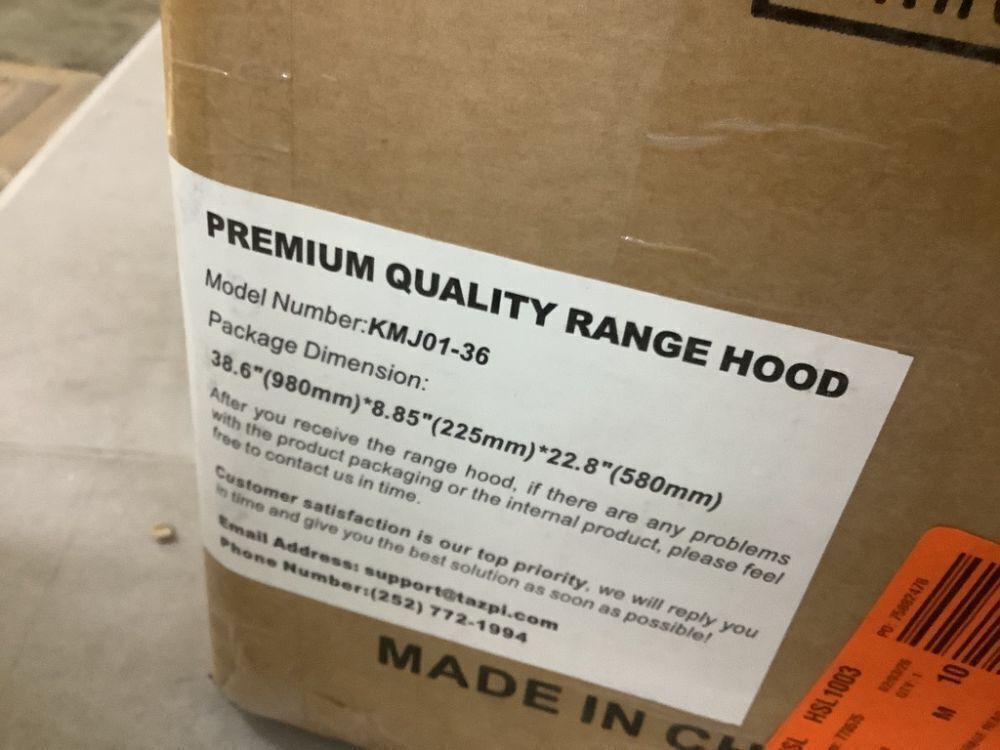 PREMIUM QUALITY RANGE HOOD
Model Number:KMJ01-36
Package Dimension:
38.6"(980mm)*8.85"(225mm)*22.8"(580mm)
After you receive the range hood, if there are any problems
with the product packaging or the internal product, please feel
free to contact us in time.
Customer satisfaction is our top priority, we will reply you
in time and give you the best solution as soon as possible!
Email Address: support@tazpi.com
Phone Number:(252) 772-1994
MADE IN
HSL1003
QTY 1
M 10